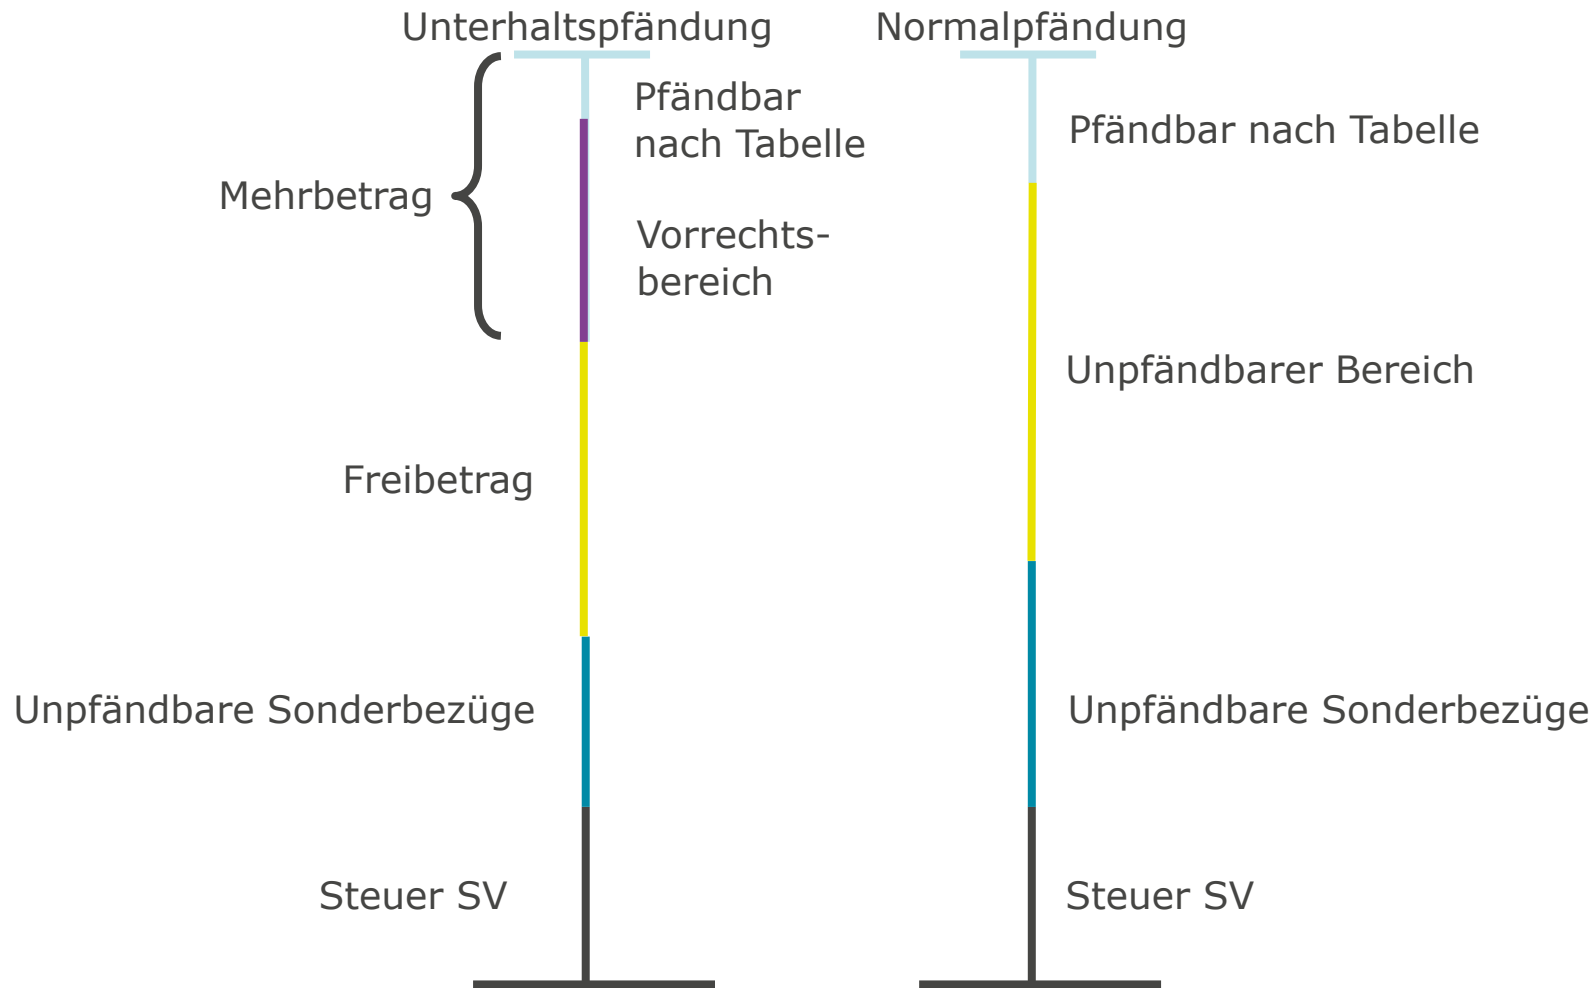 Unterhaltspfändung
Normalpfändung
Pfändbar
nach Tabelle
Pfändbar nach Tabelle
Mehrbetrag
Vorrechts-
bereich
Unpfändbarer Bereich
Freibetrag
Unpfändbare Sonderbezüge
Unpfändbare Sonderbezüge
Steuer SV
Steuer SV